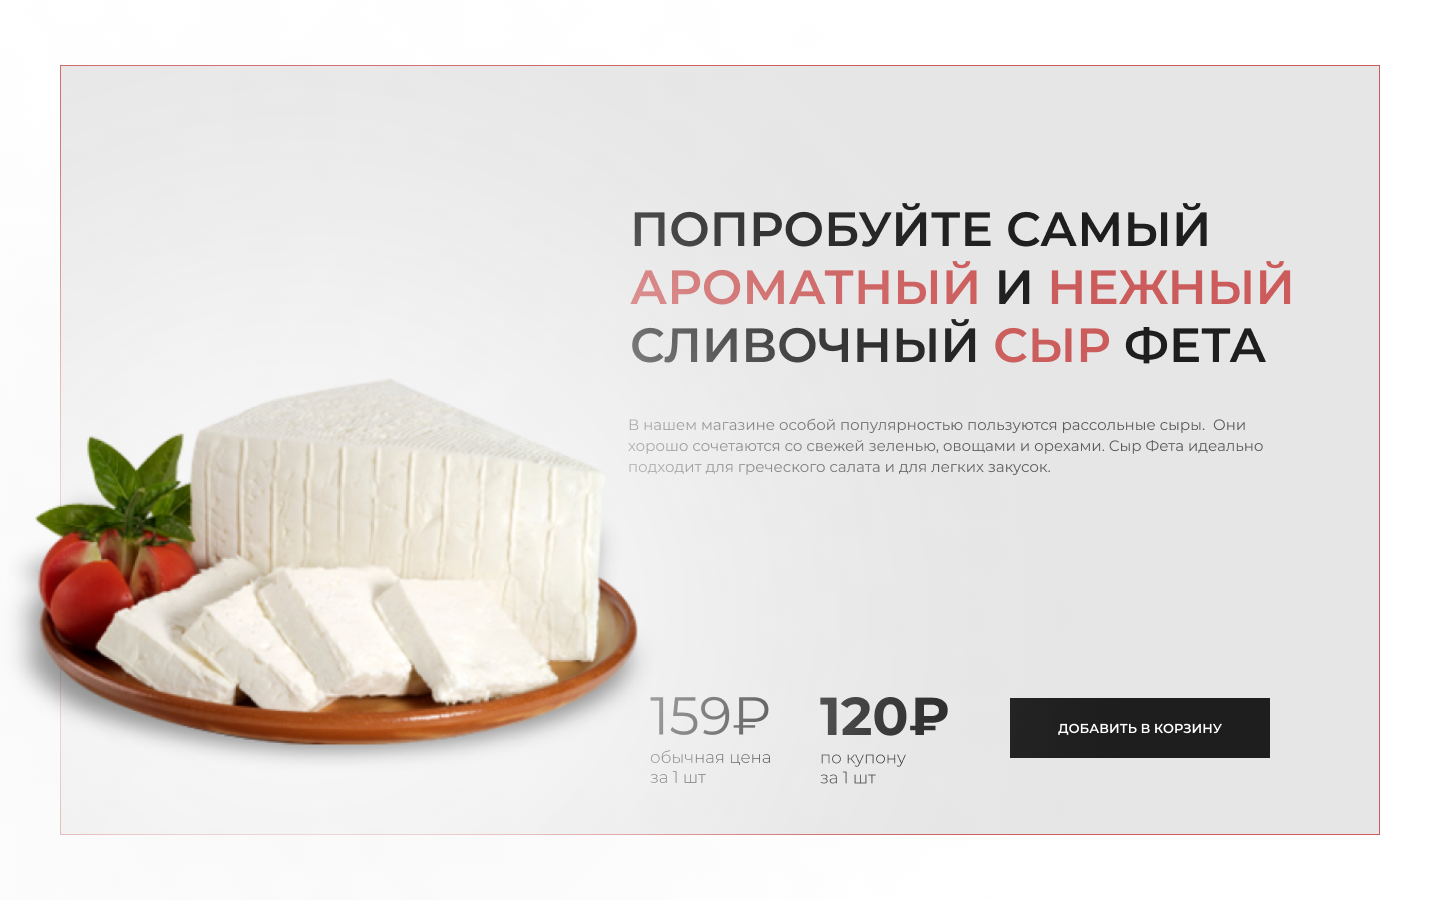 ПОПРОБУЙТЕ САМЫЙ
АРОМАТНЫЙ И НЕЖНЫЙ
СЛИВОЧНЫЙ СЫР ФЕТА
В нашем магазине особой популярностью пользуются рассольные сыры.  Они
хорошо сочетаются со свежей зеленью, овощами и орехами. Сыр Фета идеально
подходит для греческого салата и для легких закусок.
159₽
обычная цена
за 1 шт
120₽
по купону
за 1 шт
ДОБАВИТЬ В КОРЗИНУ